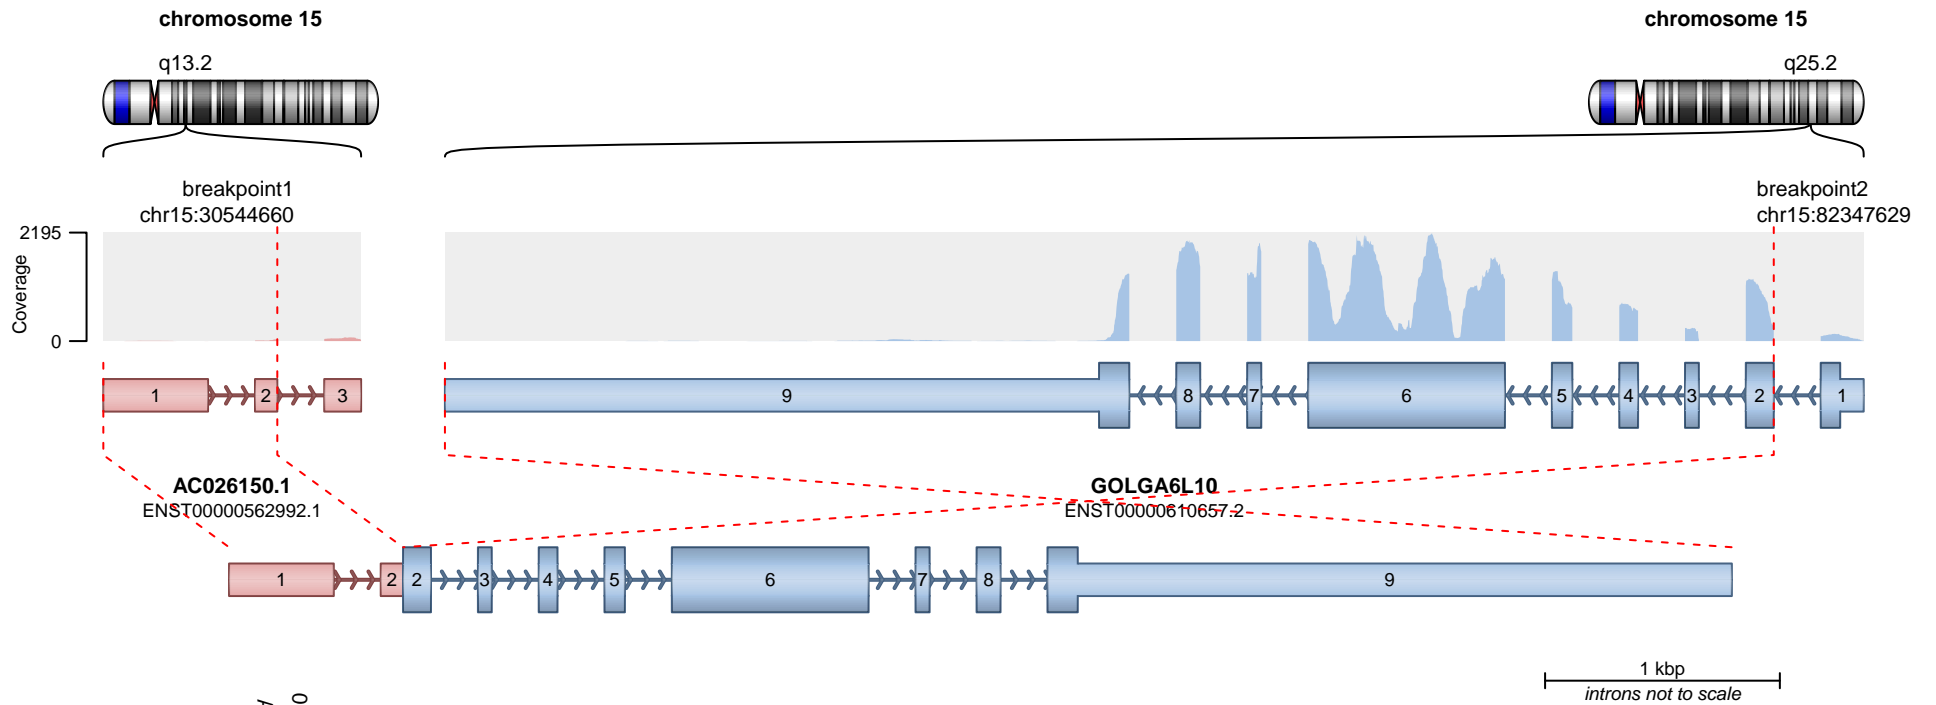 chromosome 15
chromosome 15
q13.2
q25.2
breakpoint1
chr15:30544660
breakpoint2
chr15:82347629
2195
Coverage
0
1 2 3
9 8 7 6 5 4 3 2 1
AC026150.1
ENST00000562992.1
GOLGA6L10
ENST00000610657.2
1 2 2 3 4 5 6 7 8 9
1 kbp
introns not to scale
0